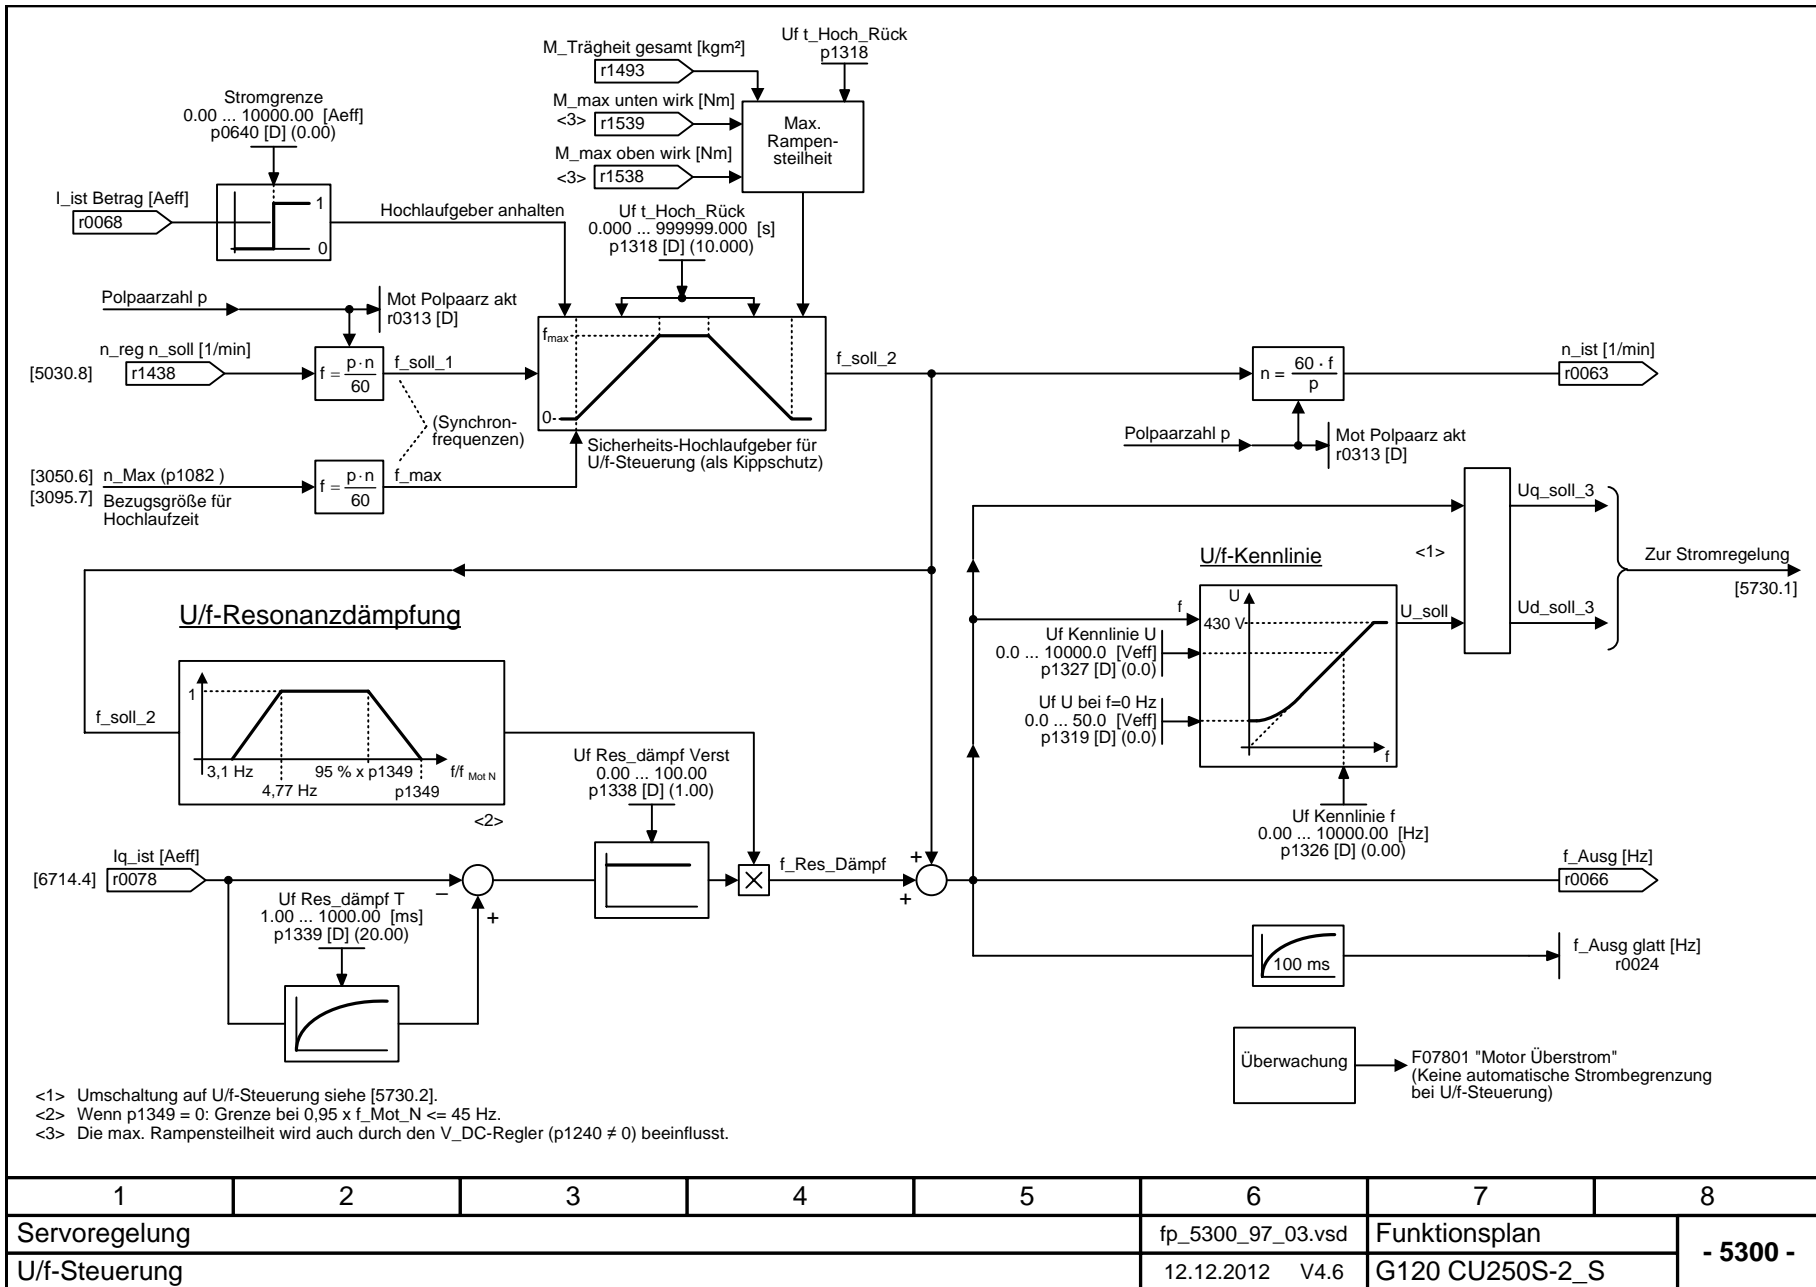 M_Trägheit gesamt [kgm²]
r1493
Uf t_Hoch_Rück
p1318
M_max unten wirk [Nm]
<3> r1539
M_max oben wirk [Nm]
<3> r1538
Max.
Rampen-
steilheit
Stromgrenze
0.00 ... 10000.00 [Aeff]
p0640 [D] (0.00)
I_ist Betrag [Aeff]
r0068
1
0
Hochlaufgeber anhalten
Uf t_Hoch_Rück
0.000 ... 999999.000 [s]
p1318 [D] (10.000)
Polpaarzahl p
Mot Polpaarz akt
r0313 [D]
n_reg n_soll [1/min]
[5030.8] r1438
f = p·n / 60
f_soll_1
(Synchron-
frequenzen)
[3050.6] n_Max (p1082 )
[3095.7] Bezugsgröße für
Hochlaufzeit
f = p·n / 60
f_max
fmax
0
Sicherheits-Hochlaufgeber für
U/f-Steuerung (als Kippschutz)
f_soll_2
n = 60 · f / p
n_ist [1/min]
r0063
Polpaarzahl p
Mot Polpaarz akt
r0313 [D]
Uq_soll_3
<1>
Zur Stromregelung
[5730.1]
Ud_soll_3
U/f-Kennlinie
f
U
430 V
f
U_soll
Uf Kennlinie U
0.0 ... 10000.0 [Veff]
p1327 [D] (0.0)
Uf U bei f=0 Hz
0.0 ... 50.0 [Veff]
p1319 [D] (0.0)
Uf Kennlinie f
0.00 ... 10000.00 [Hz]
p1326 [D] (0.00)
U/f-Resonanzdämpfung
f_soll_2
1
3,1 Hz
95 % x p1349
f/f Mot N
4,77 Hz
p1349
<2>
Uf Res_dämpf Verst
0.00 ... 100.00
p1338 [D] (1.00)
Iq_ist [Aeff]
[6714.4] r0078
Uf Res_dämpf T
1.00 ... 1000.00 [ms]
p1339 [D] (20.00)
–
+
f_Res_Dämpf
+
+
f_Ausg [Hz]
r0066
100 ms
f_Ausg glatt [Hz]
r0024
Überwachung
F07801 "Motor Überstrom"
(Keine automatische Strombegrenzung
bei U/f-Steuerung)
<1> Umschaltung auf U/f-Steuerung siehe [5730.2].
<2> Wenn p1349 = 0: Grenze bei 0,95 x f_Mot_N <= 45 Hz.
<3> Die max. Rampensteilheit wird auch durch den V_DC-Regler (p1240 ≠ 0) beeinflusst.
1 2 3 4 5 6 7 8
Servoregelung
fp_5300_97_03.vsd
Funktionsplan
- 5300 -
U/f-Steuerung
12.12.2012 V4.6
G120 CU250S-2_S